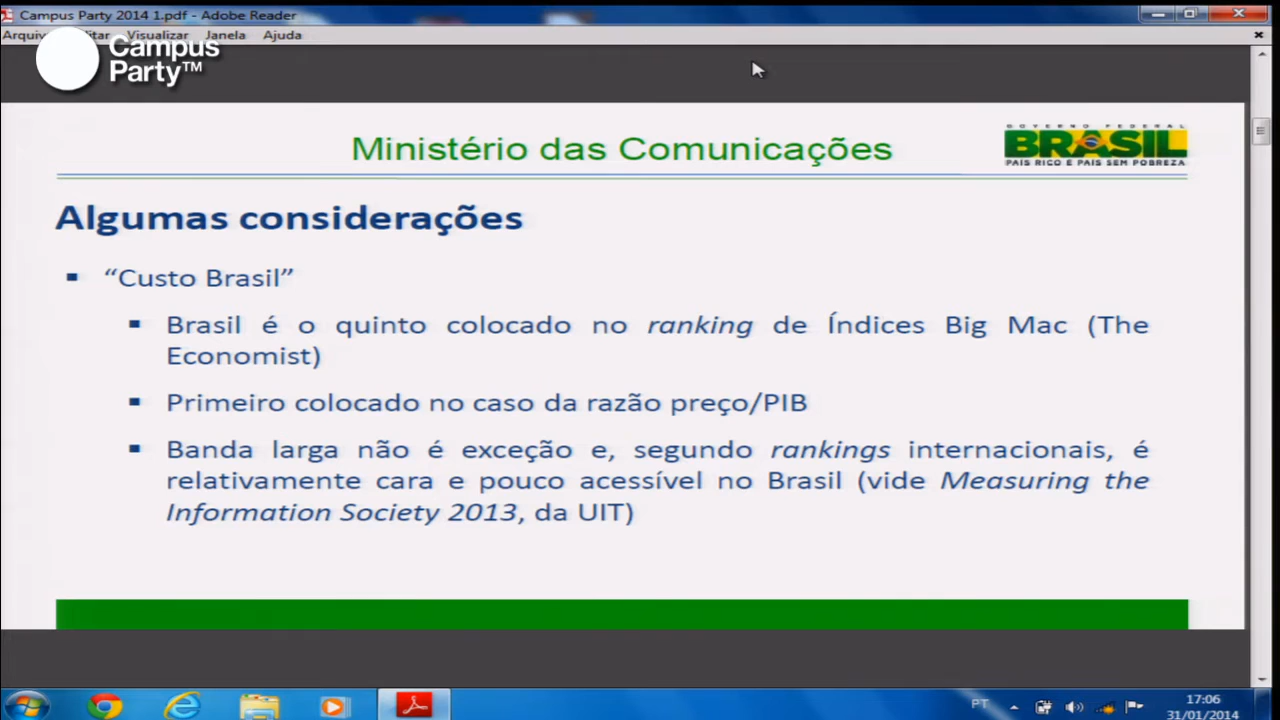 Campus Party 2014 1.pdf - Adobe Reader
Arquivo Editar Visualizar Janela Ajuda
Campus
Party™
Ministério das Comunicações
GOVERNO FEDERAL
BRASIL
PAÍS RICO É PAÍS SEM POBREZA
Algumas considerações
“Custo Brasil”
Brasil é o quinto colocado no ranking de Índices Big Mac (The
Economist)
Primeiro colocado no caso da razão preço/PIB
Banda larga não é exceção e, segundo rankings internacionais, é
relativamente cara e pouco acessível no Brasil (vide Measuring the
Information Society 2013, da UIT)
PT
17:06
31/01/2014